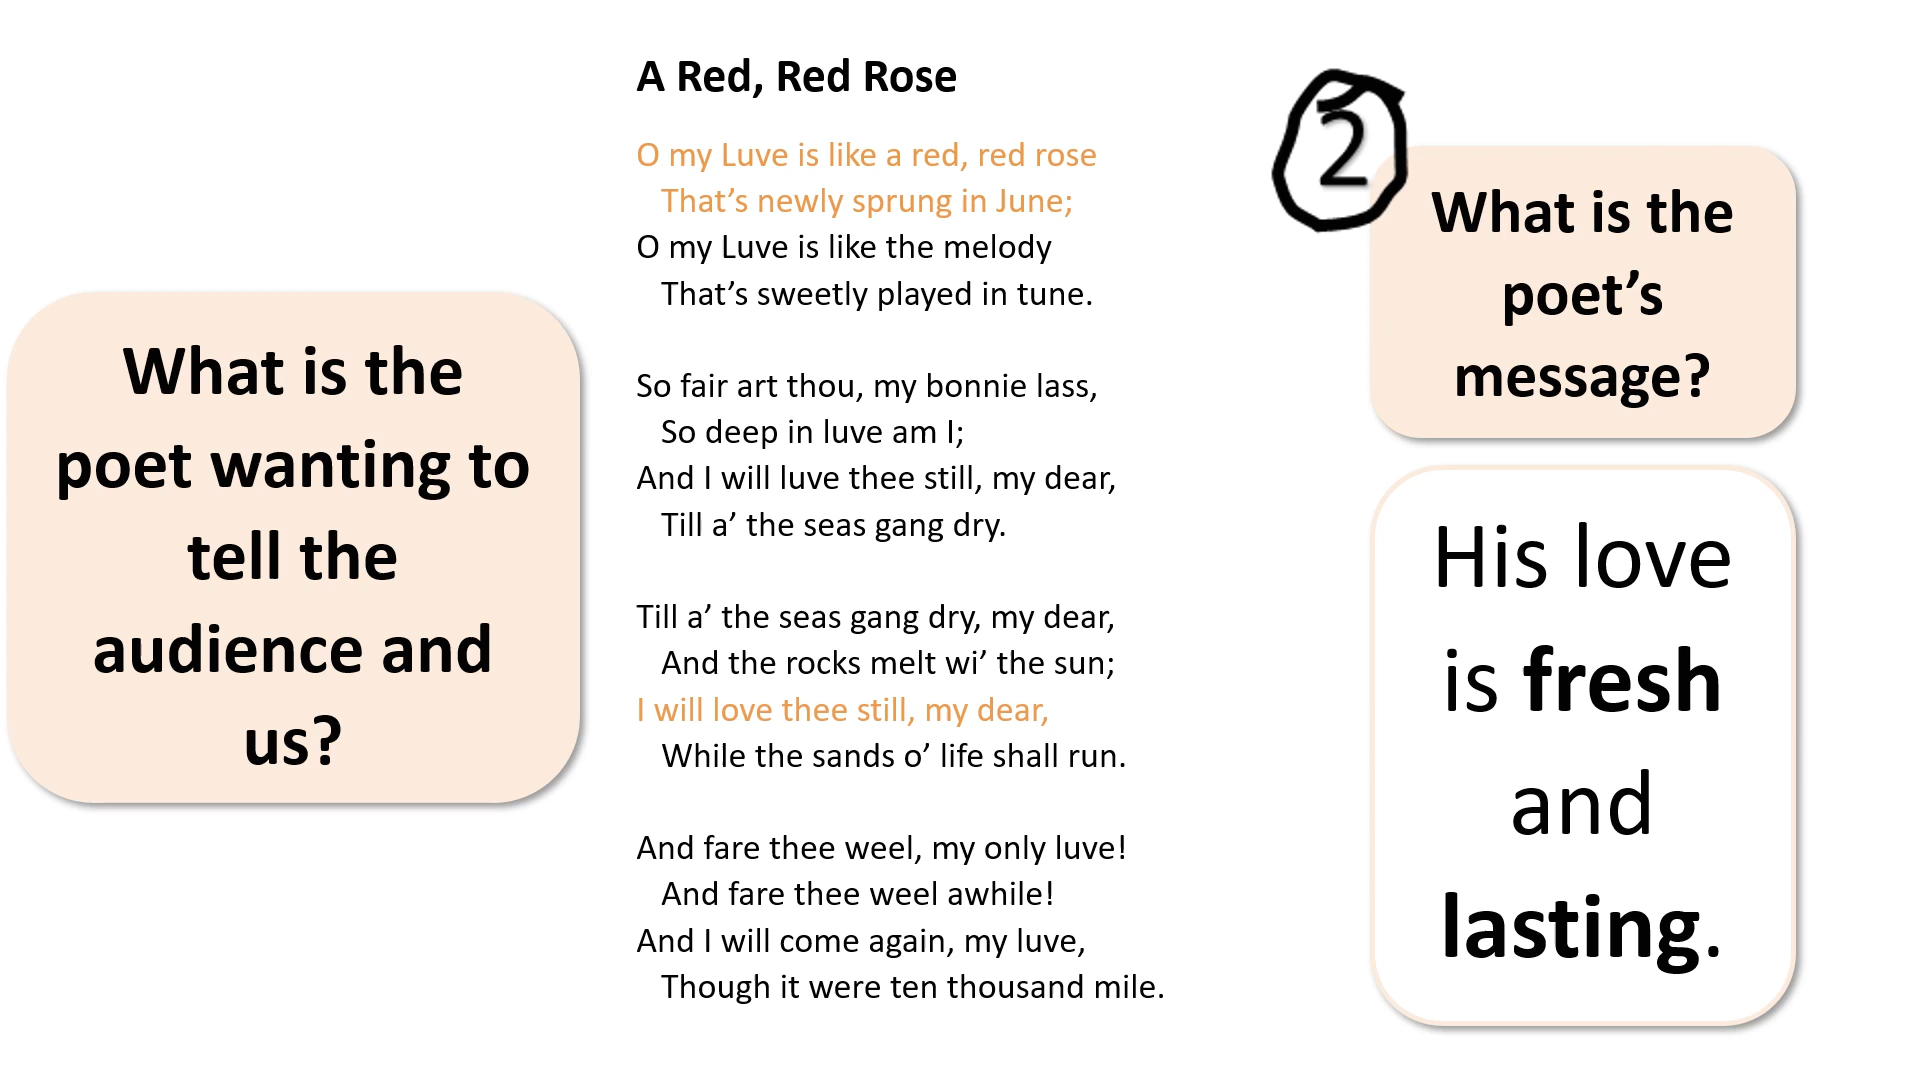 What is the
poet wanting to
tell the
audience and
us?
A Red, Red Rose
O my Luve is like a red, red rose
That’s newly sprung in June;
O my Luve is like the melody
That’s sweetly played in tune.
So fair art thou, my bonnie lass,
So deep in luve am I;
And I will luve thee still, my dear,
Till a’ the seas gang dry.
Till a’ the seas gang dry, my dear,
And the rocks melt wi’ the sun;
I will love thee still, my dear,
While the sands o’ life shall run.
And fare thee weel, my only luve!
And fare thee weel awhile!
And I will come again, my luve,
Though it were ten thousand mile.
2
What is the
poet’s
message?
His love
is fresh
and
lasting.